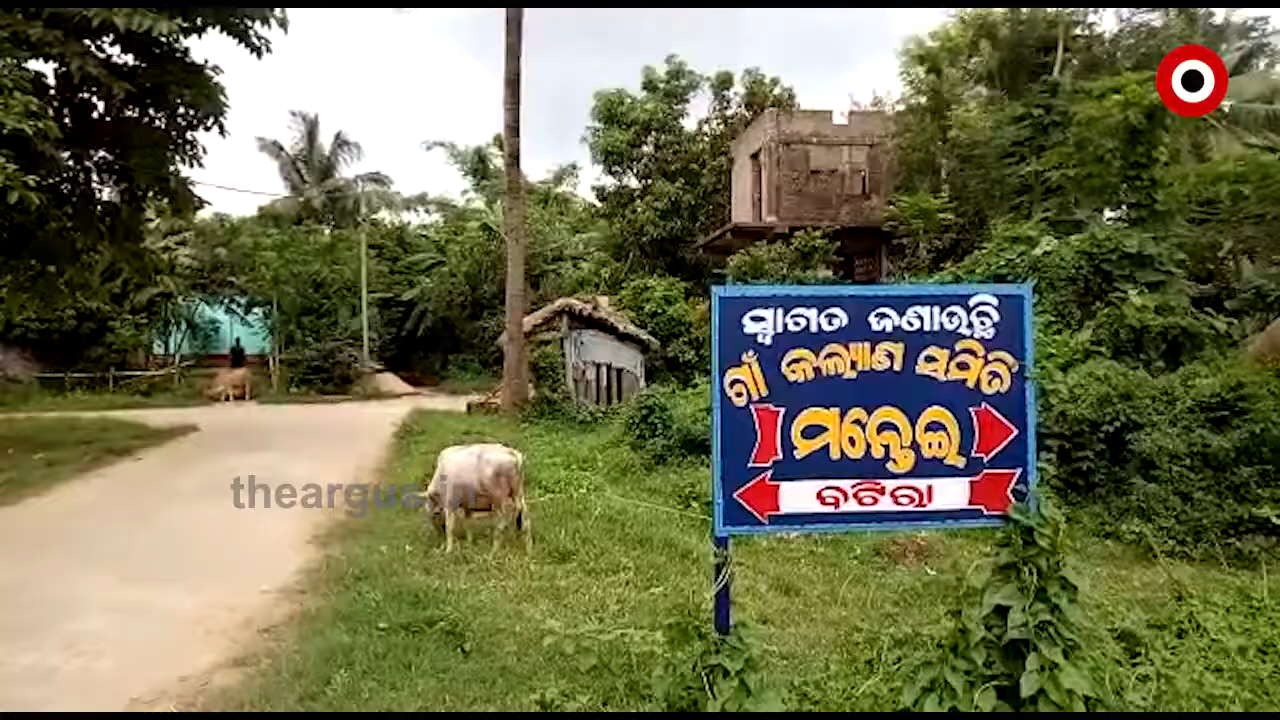 ସ୍ଵାଗତ ଜଣାଉଛି
ଗାଁ କଲ୍ୟାଣ ସମିତି
ମନ୍ତେଇ
ବଟିରା
theargus.in